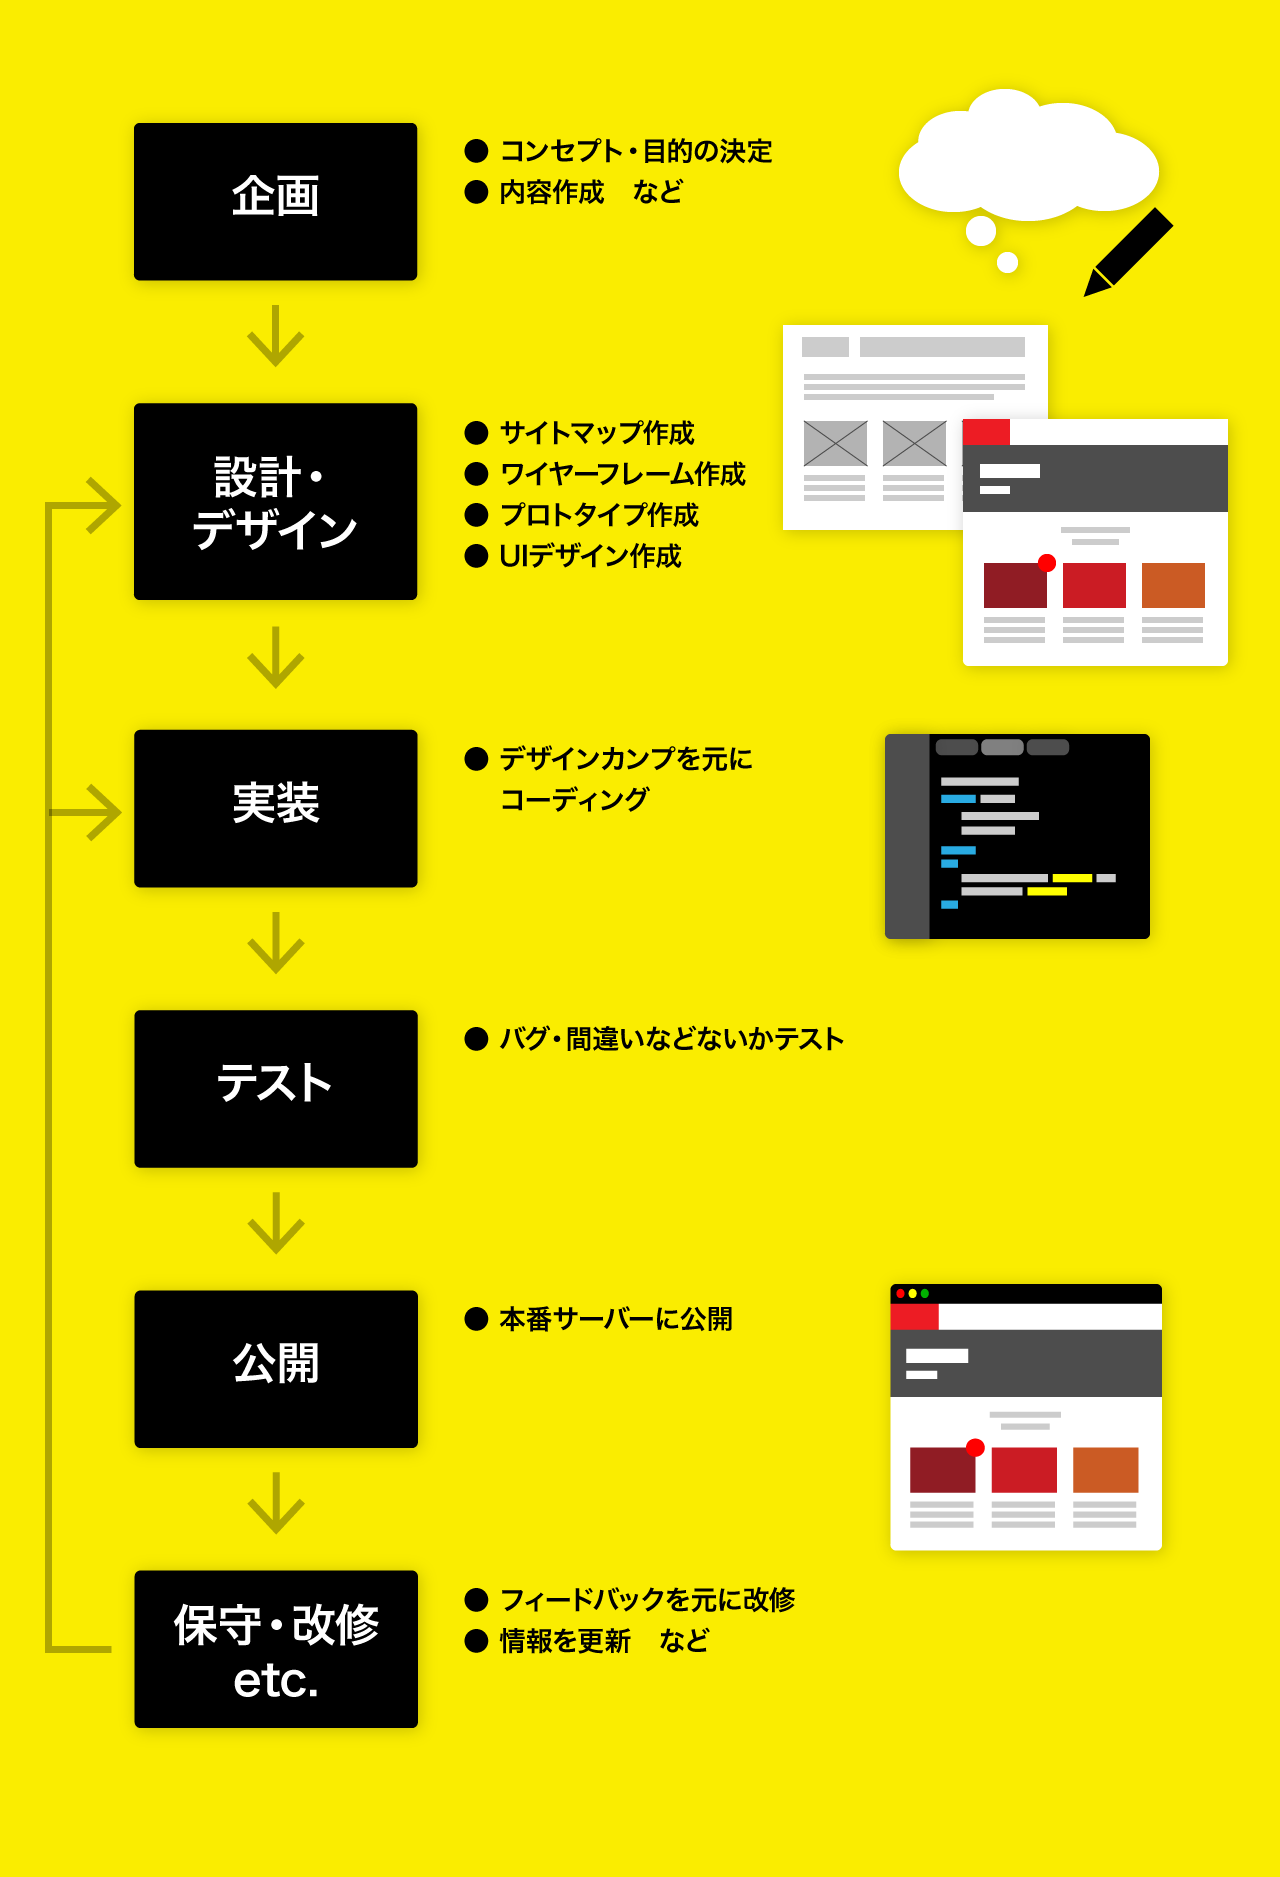 企画
● コンセプト・目的の決定
● 内容作成　など
設計・
デザイン
● サイトマップ作成
● ワイヤーフレーム作成
● プロトタイプ作成
● UIデザイン作成
実装
● デザインカンプを元に
コーディング
テスト
● バグ・間違いなどないかテスト
公開
● 本番サーバーに公開
保守・改修
etc.
● フィードバックを元に改修
● 情報を更新　など